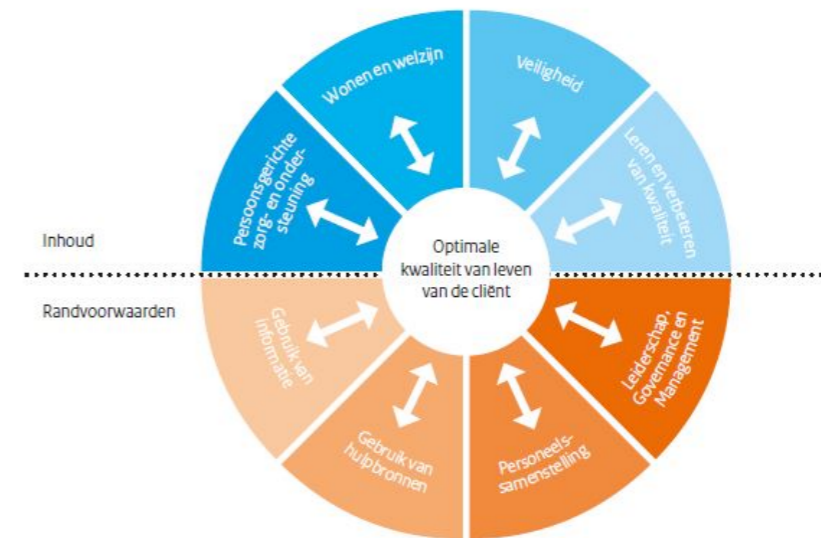 Wonen en welzijn
Veiligheid
Persoonsgerichte
zorg- en onder-
steuning
Leren en verbeteren
van kwaliteit
Inhoud
Optimale
kwaliteit van leven
van de cliënt
Randvoorwaarden
Gebruik van
informatie
Leiderschap,
Governance en
Management
Gebruik van
hulpbronnen
Personeels-
samenstelling